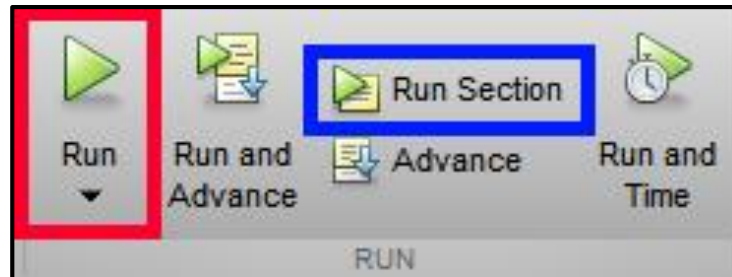 Run
Run and
Advance
Run Section
Advance
Run and
Time
RUN